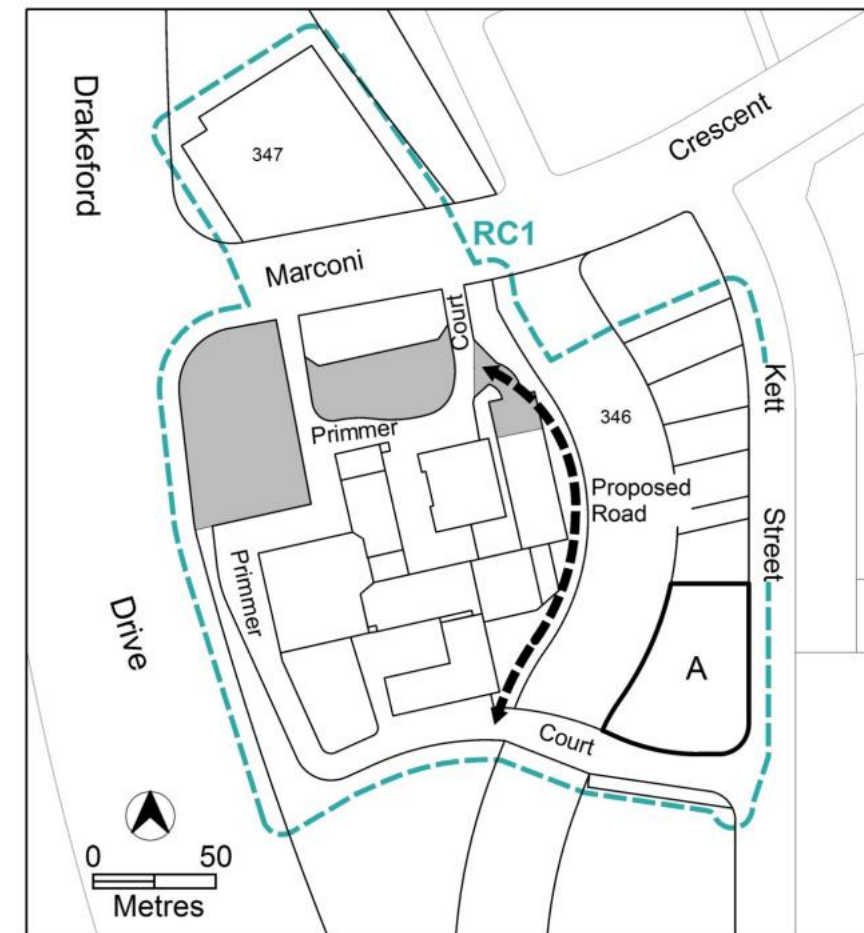 Drakeford
Crescent
347
RC1
Marconi
Court
Kett
Primmer
346
Proposed
Road
Street
Primmer
Drive
A
Court
0 50
Metres